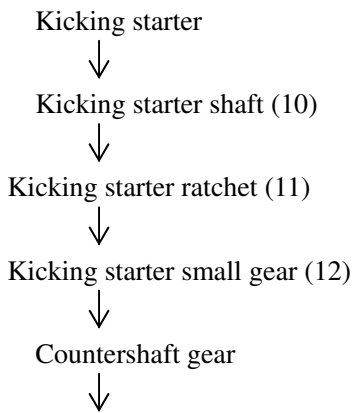 Kicking starter
Kicking starter shaft (10)
Kicking starter ratchet (11)
Kicking starter small gear (12)
Countershaft gear